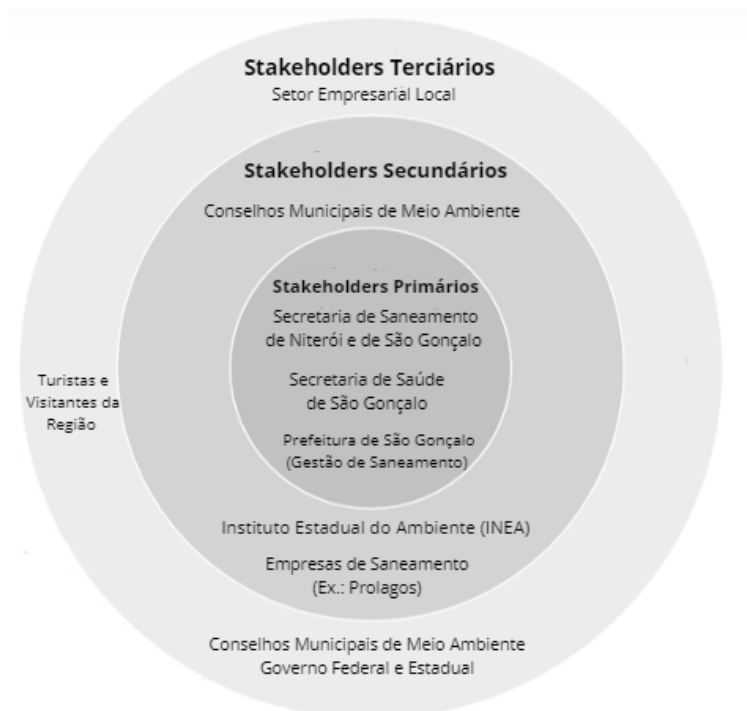 Stakeholders Terciários
Setor Empresarial Local
Stakeholders Secundários
Conselhos Municipais de Meio Ambiente
Stakeholders Primários
Secretaria de Saneamento
de Niterói e de São Gonçalo
Secretaria de Saúde
de São Gonçalo
Prefeitura de São Gonçalo
(Gestão de Saneamento)
Turistas e
Visitantes da
Região
Instituto Estadual do Ambiente (INEA)
Empresas de Saneamento
(Ex.: Prolagos)
Conselhos Municipais de Meio Ambiente
Governo Federal e Estadual